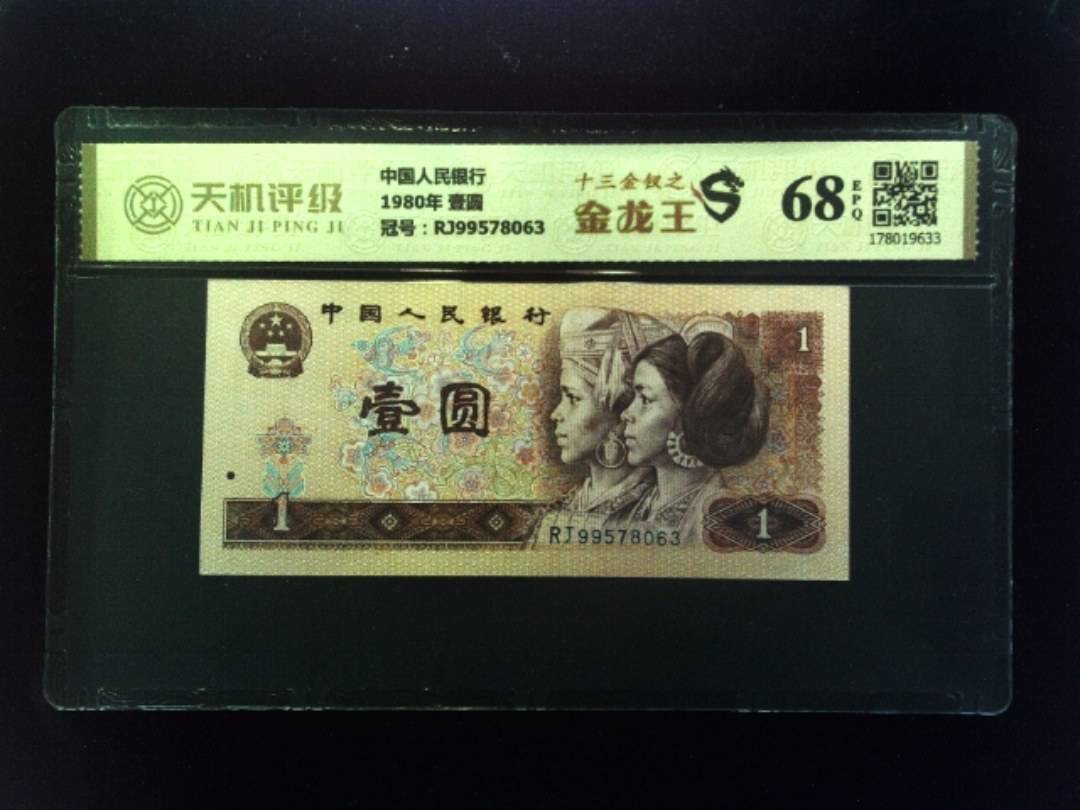 天机评级
TIAN JI PING JI
中国人民银行
1980年 壹圆
冠号：RJ99578063
十三金钗之
金龙王
68
EPQ
178019633
中国人民银行
1
壹圆
1
RJ99578063
1